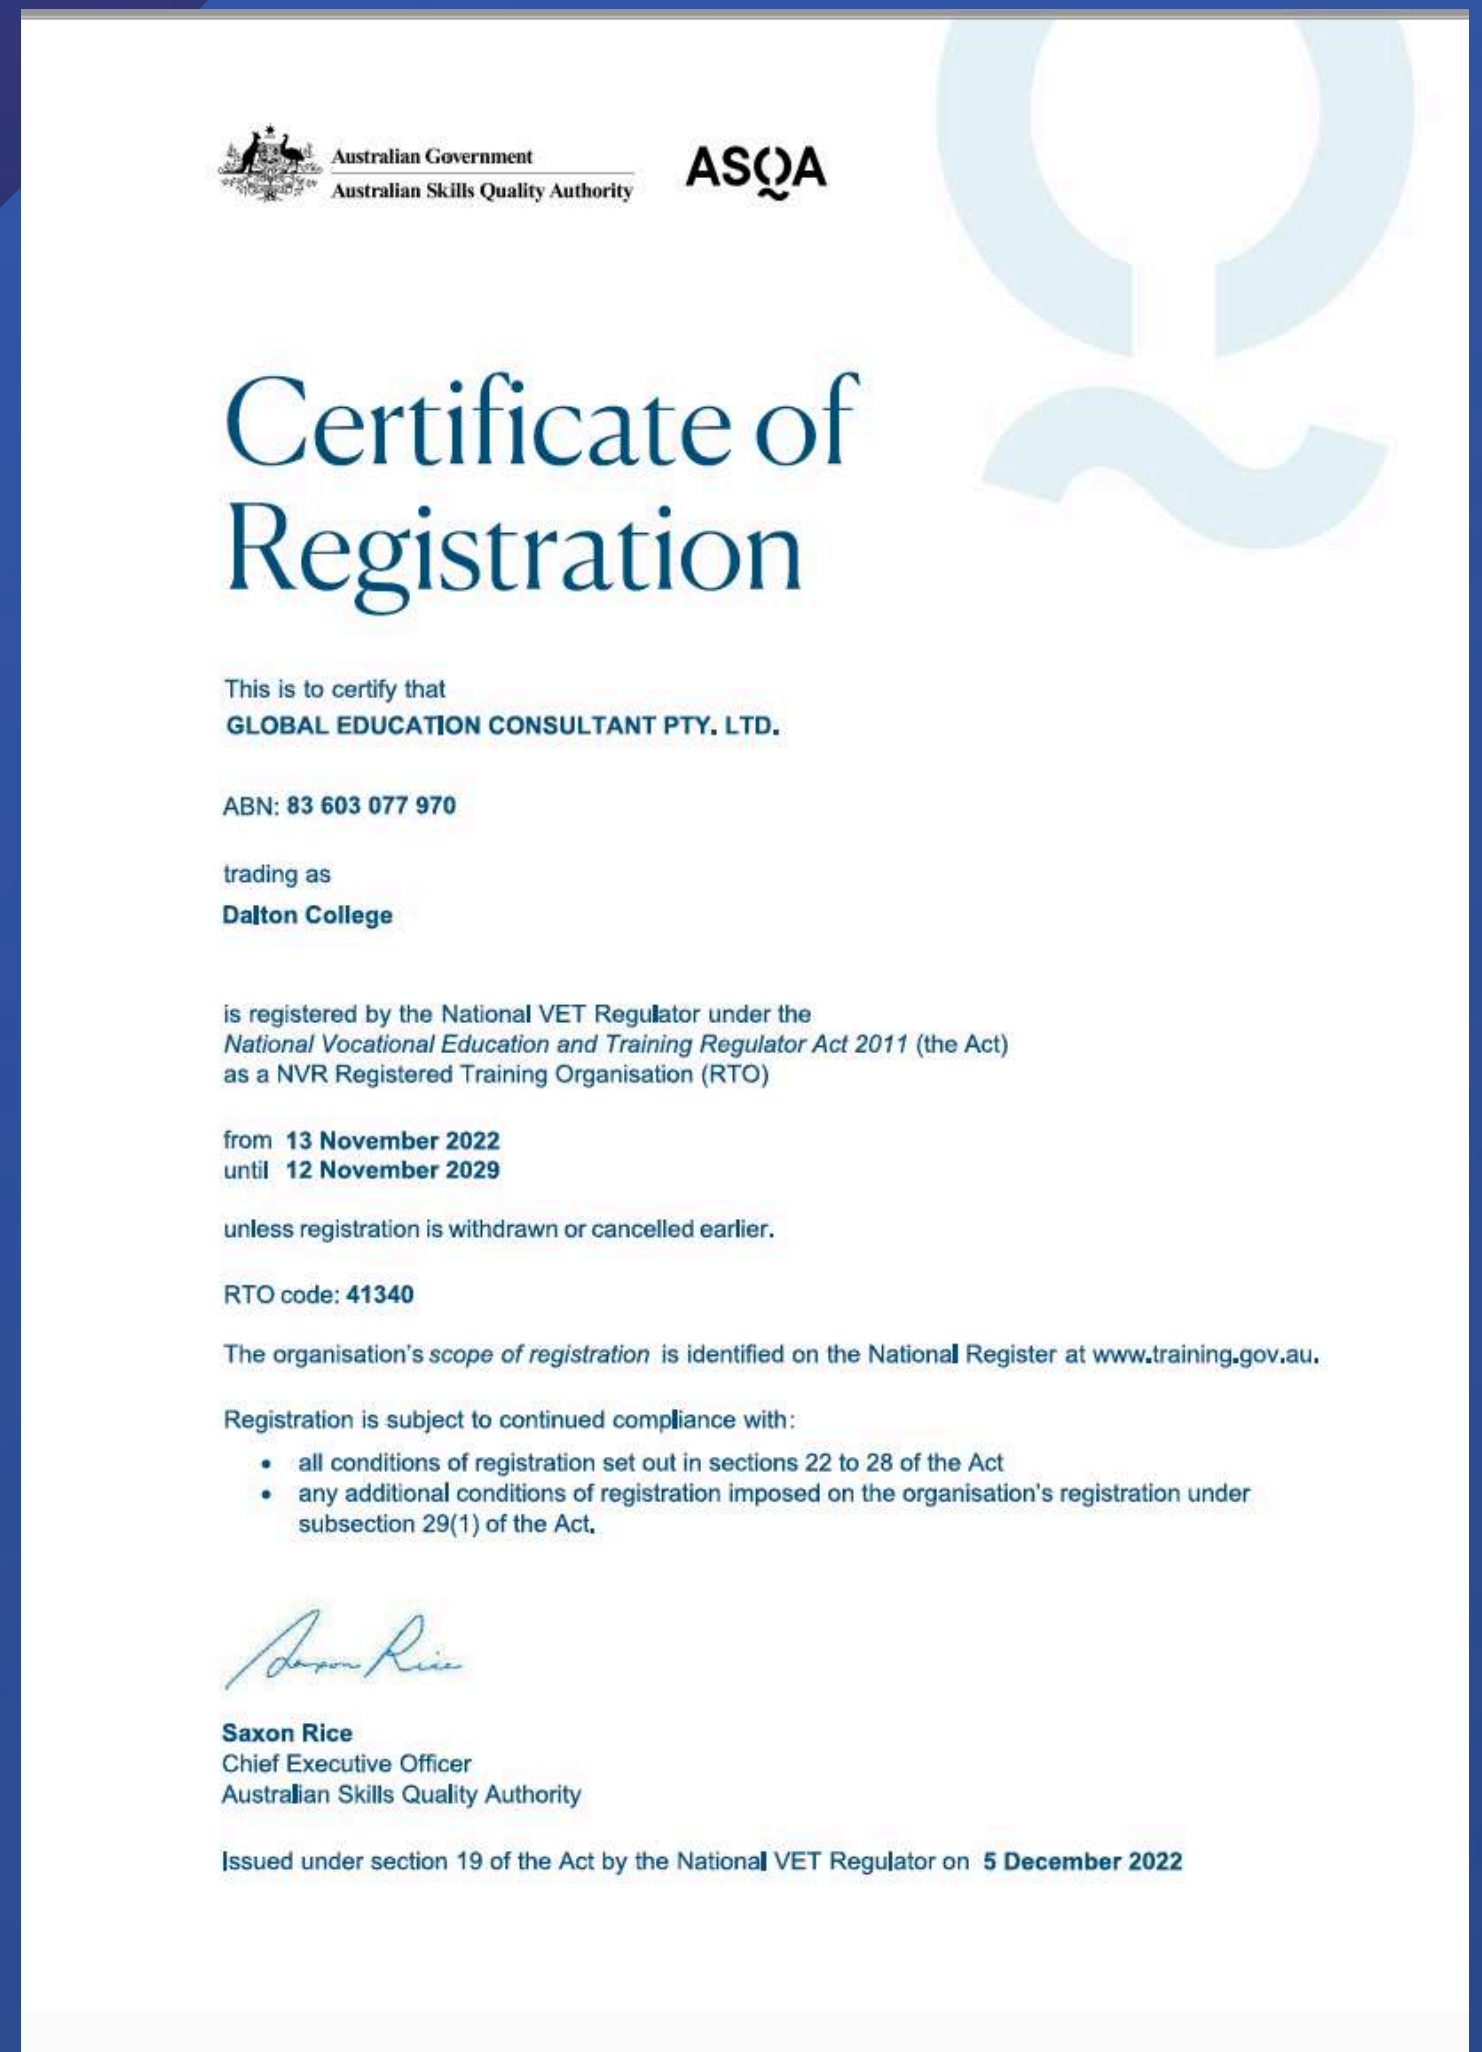 Australian Government
Australian Skills Quality Authority
ASQA
Certificate of
Registration
This is to certify that
GLOBAL EDUCATION CONSULTANT PTY. LTD.
ABN: 83 603 077 970
trading as
Dalton College
is registered by the National VET Regulator under the
National Vocational Education and Training Regulator Act 2011 (the Act)
as a NVR Registered Training Organisation (RTO)
from 13 November 2022
until 12 November 2029
unless registration is withdrawn or cancelled earlier.
RTO code: 41340
The organisation's scope of registration is identified on the National Register at www.training.gov.au.
Registration is subject to continued compliance with:
• all conditions of registration set out in sections 22 to 28 of the Act
• any additional conditions of registration imposed on the organisation's registration under
subsection 29(1) of the Act.
Saxon Rice
Saxon Rice
Chief Executive Officer
Australian Skills Quality Authority
Issued under section 19 of the Act by the National VET Regulator on 5 December 2022